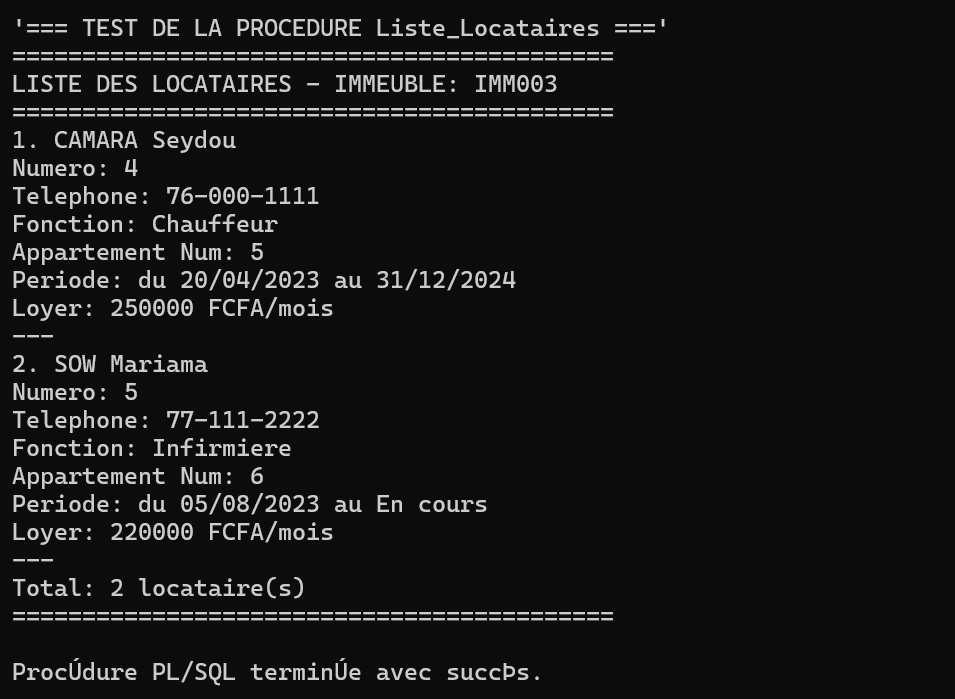 '=== TEST DE LA PROCEDURE Liste_Locataires ==='
===========================================
LISTE DES LOCATAIRES - IMMEUBLE: IMM003
===========================================
1. CAMARA Seydou
Numero: 4
Telephone: 76-000-1111
Fonction: Chauffeur
Appartement Num: 5
Periode: du 20/04/2023 au 31/12/2024
Loyer: 250000 FCFA/mois
---
2. SOW Mariama
Numero: 5
Telephone: 77-111-2222
Fonction: Infirmiere
Appartement Num: 6
Periode: du 05/08/2023 au En cours
Loyer: 220000 FCFA/mois
---
Total: 2 locataire(s)
===========================================
ProcÚdure PL/SQL terminÚe avec succÞs.